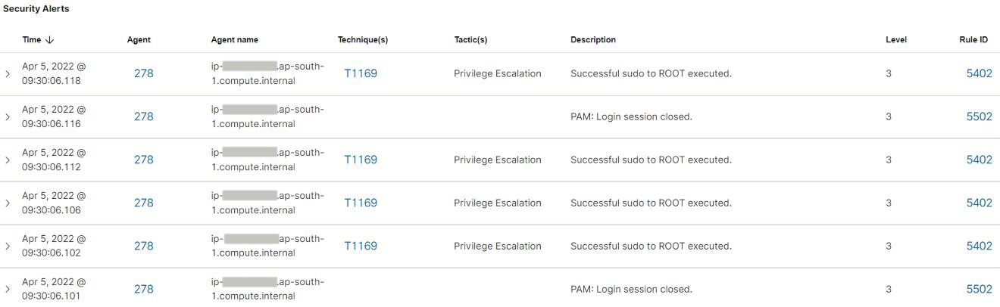 Security Alerts
Time ↓ Agent Agent name Technique(s) Tactic(s) Description Level Rule ID
Apr 5, 2022 @ ip- .ap-south-
278 T1169 Privilege Escalation Successful sudo to ROOT executed. 3 5402
09:30:06.118 1.compute.internal
Apr 5, 2022 @ ip- .ap-south-
278 PAM: Login session closed. 3 5502
09:30:06.116 1.compute.internal
Apr 5, 2022 @ ip- .ap-south-
278 T1169 Privilege Escalation Successful sudo to ROOT executed. 3 5402
09:30:06.112 1.compute.internal
Apr 5, 2022 @ ip- .ap-south-
278 T1169 Privilege Escalation Successful sudo to ROOT executed. 3 5402
09:30:06.106 1.compute.internal
Apr 5, 2022 @ ip- ap-south-
278 T1169 Privilege Escalation Successful sudo to ROOT executed. 3 5402
09:30:06.102 1.compute.internal
Apr 5, 2022 @ ip- .ap-south-
278 PAM: Login session closed. 3 5502
09:30:06.101 1.compute.internal